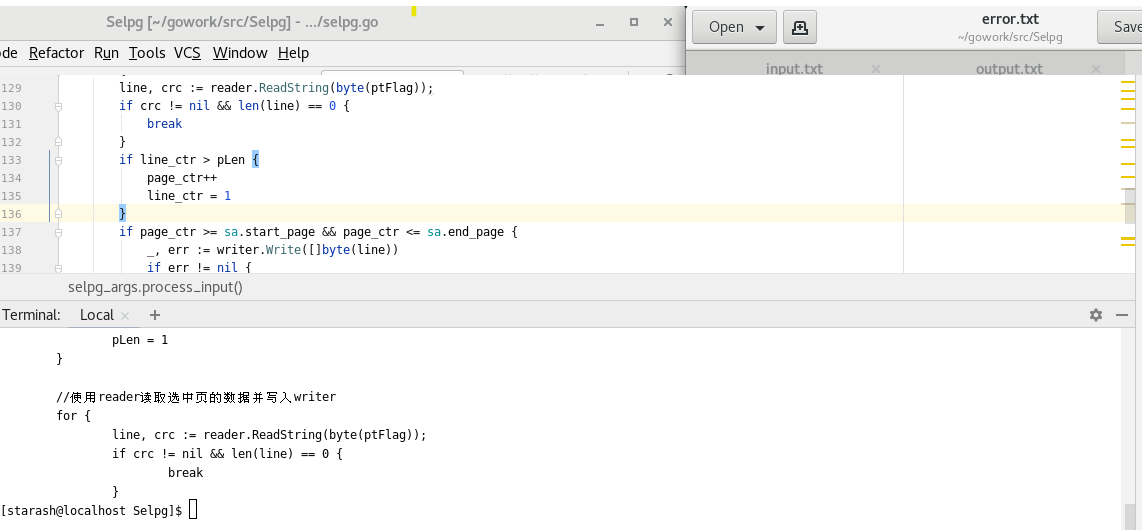 Selpg [~/gowork/src/Selpg] - .../selpg.go
Open
error.txt
~/gowork/src/Selpg
Save
ode Refactor Run Tools VCS Window Help
input.txt
output.txt
129 line, crc := reader.ReadString(byte(ptFlag));
130 if crc != nil && len(line) == 0 {
131 break
132 }
133 if line_ctr > pLen {
134 page_ctr++
135 line_ctr = 1
136 }
137 if page_ctr >= sa.start_page && page_ctr <= sa.end_page {
138 _, err := writer.Write([]byte(line))
139 if err != nil {
selpg_args.process_input()
Terminal: Local
pLen = 1
}
//使用reader读取选中页的数据并写入writer
for {
line, crc := reader.ReadString(byte(ptFlag));
if crc != nil && len(line) == 0 {
break
}
[starash@localhost Selpg]$